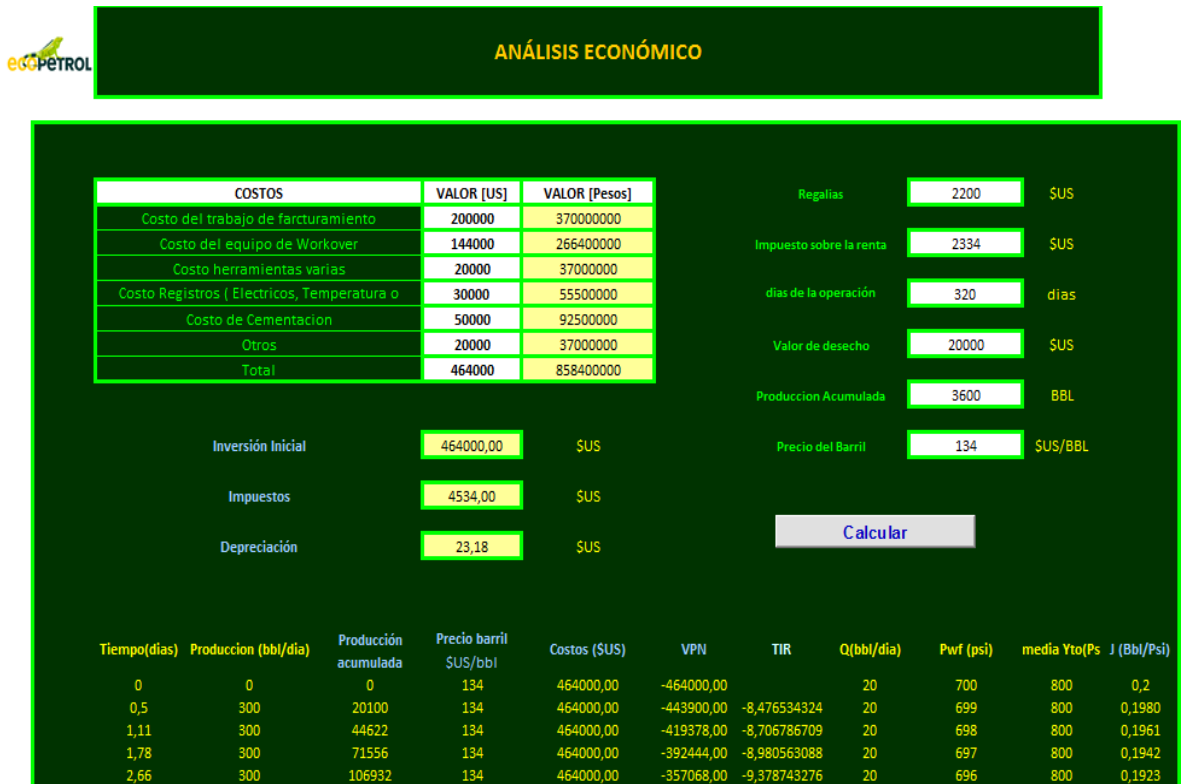 ecoPETROL
ANÁLISIS ECONÓMICO
COSTOS VALOR [US] VALOR [Pesos]
Costo del trabajo de farcturamiento 200000 370000000
Costo del equipo de Workover 144000 266400000
Costo herramientas varias 20000 37000000
Costo Registros ( Electricos, Temperatura o 30000 55500000
Costo de Cementacion 50000 92500000
Otros 20000 37000000
Total 464000 858400000
Regalias 2200 $US
Impuesto sobre la renta 2334 $US
dias de la operación 320 dias
Valor de desecho 20000 $US
Produccion Acumulada 3600 BBL
Precio del Barril 134 $US/BBL
Inversión Inicial 464000,00 $US
Impuestos 4534,00 $US
Depreciación 23,18 $US
Calcular
Tiempo(dias) Produccion (bbl/dia) Producción acumulada Precio barril $US/bbl Costos ($US) VPN TIR Q(bbl/dia) Pwf (psi) media Yto(Ps J (Bbl/Psi)
0 0 0 134 464000,00 -464000,00 20 700 800 0,2
0,5 300 20100 134 464000,00 -443900,00 -8,476534324 20 699 800 0,1980
1,11 300 44622 134 464000,00 -419378,00 -8,706786709 20 698 800 0,1961
1,78 300 71556 134 464000,00 -392444,00 -8,980563088 20 697 800 0,1942
2,66 300 106932 134 464000,00 -357068,00 -9,378743276 20 696 800 0,1923